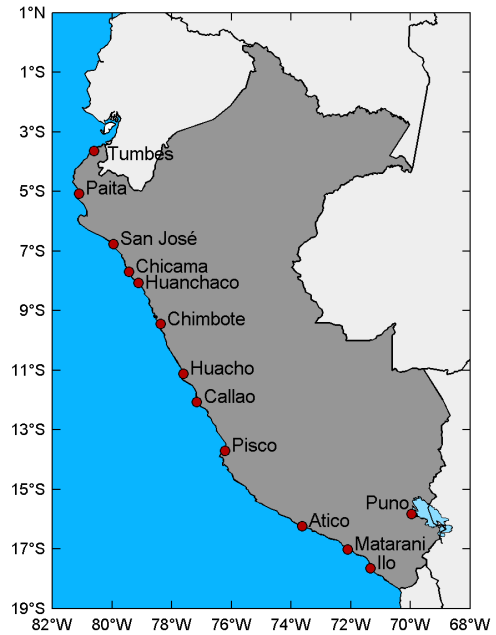 1°N
1°S
3°S
Tumbes
5°S
Paita
7°S
San José
Chicama
Huanchaco
9°S
Chimbote
11°S
Huacho
Callao
13°S
Pisco
15°S
Puno
Atico
17°S
Matarani
Ilo
19°S
82°W 80°W 78°W 76°W 74°W 72°W 70°W 68°W